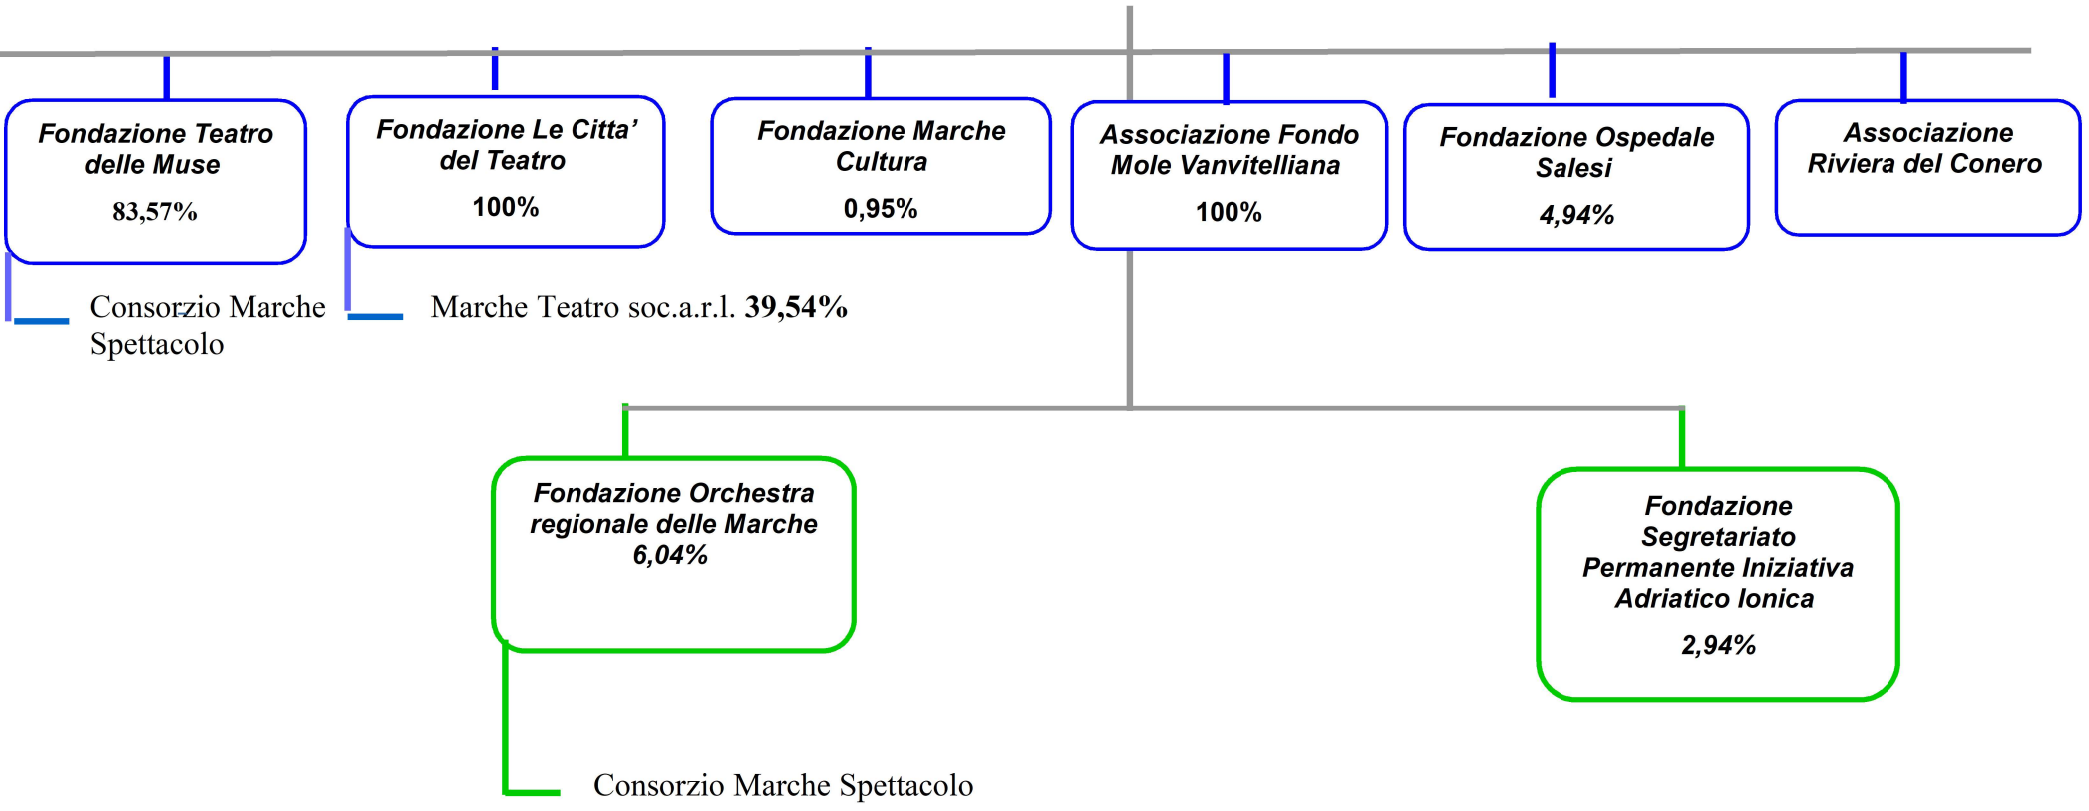 Fondazione Teatro
delle Muse
83,57%
Fondazione Le Citta’
del Teatro
100%
Fondazione Marche
Cultura
0,95%
Associazione Fondo
Mole Vanvitelliana
100%
Fondazione Ospedale
Salesi
4,94%
Associazione
Riviera del Conero
Consorzio Marche
Spettacolo
Marche Teatro soc.a.r.l. 39,54%
Fondazione Orchestra
regionale delle Marche
6,04%
Fondazione
Segretariato
Permanente Iniziativa
Adriatico Ionica
2,94%
Consorzio Marche Spettacolo